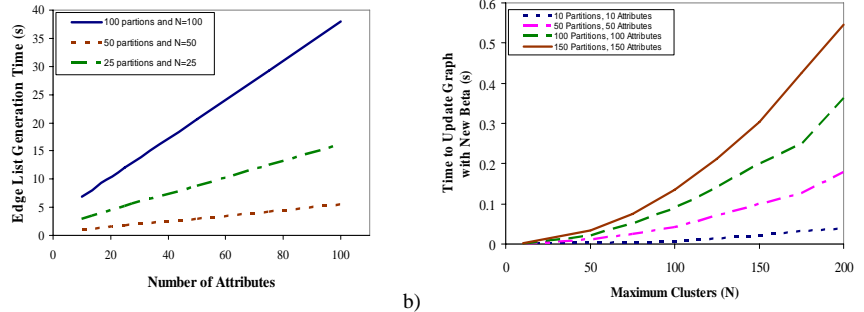 40
35
30
25
20
15
10
5
0
Edge List Generation Time (s)
100 partitions and N=100
50 partitions and N=50
25 partitions and N=25
0 20 40 60 80 100
Number of Attributes
b)
0.6
0.5
0.4
0.3
0.2
0.1
0
Time to Update Graph
with New Beta (s)
10 Partitions, 10 Attributes
50 Partitions, 50 Attributes
100 Partitions, 100 Attributes
150 Partitions, 150 Attributes
0 50 100 150 200
Maximum Clusters (N)